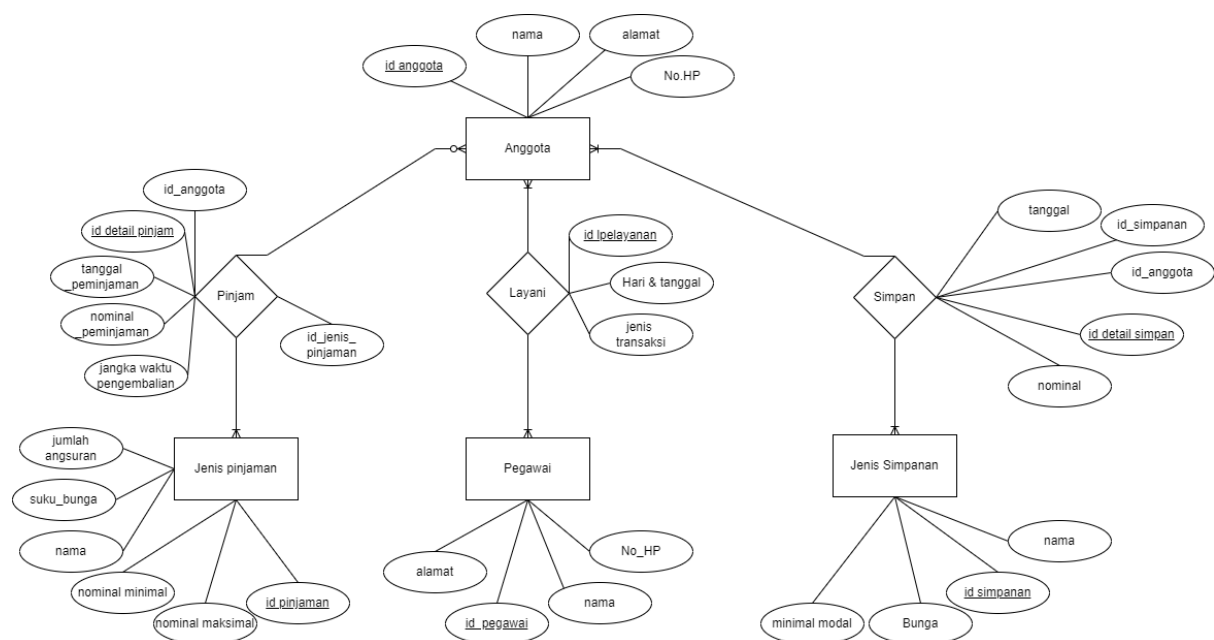 nama
alamat
id anggota
No.HP
Anggota
id_anggota
id detail pinjam
tanggal
_peminjaman
nominal
_peminjaman
jangka waktu
pengembalian
Pinjam
id_jenis_
pinjaman
Layani
id lpelayanan
Hari & tanggal
jenis
transaksi
Simpan
tanggal
id_simpanan
id_anggota
id detail simpan
nominal
jumlah
angsuran
suku_bunga
nama
nominal minimal
nominal maksimal
id pinjaman
Jenis pinjaman
Pegawai
alamat
id_pegawai
nama
No_HP
Jenis Simpanan
minimal modal
Bunga
id simpanan
nama